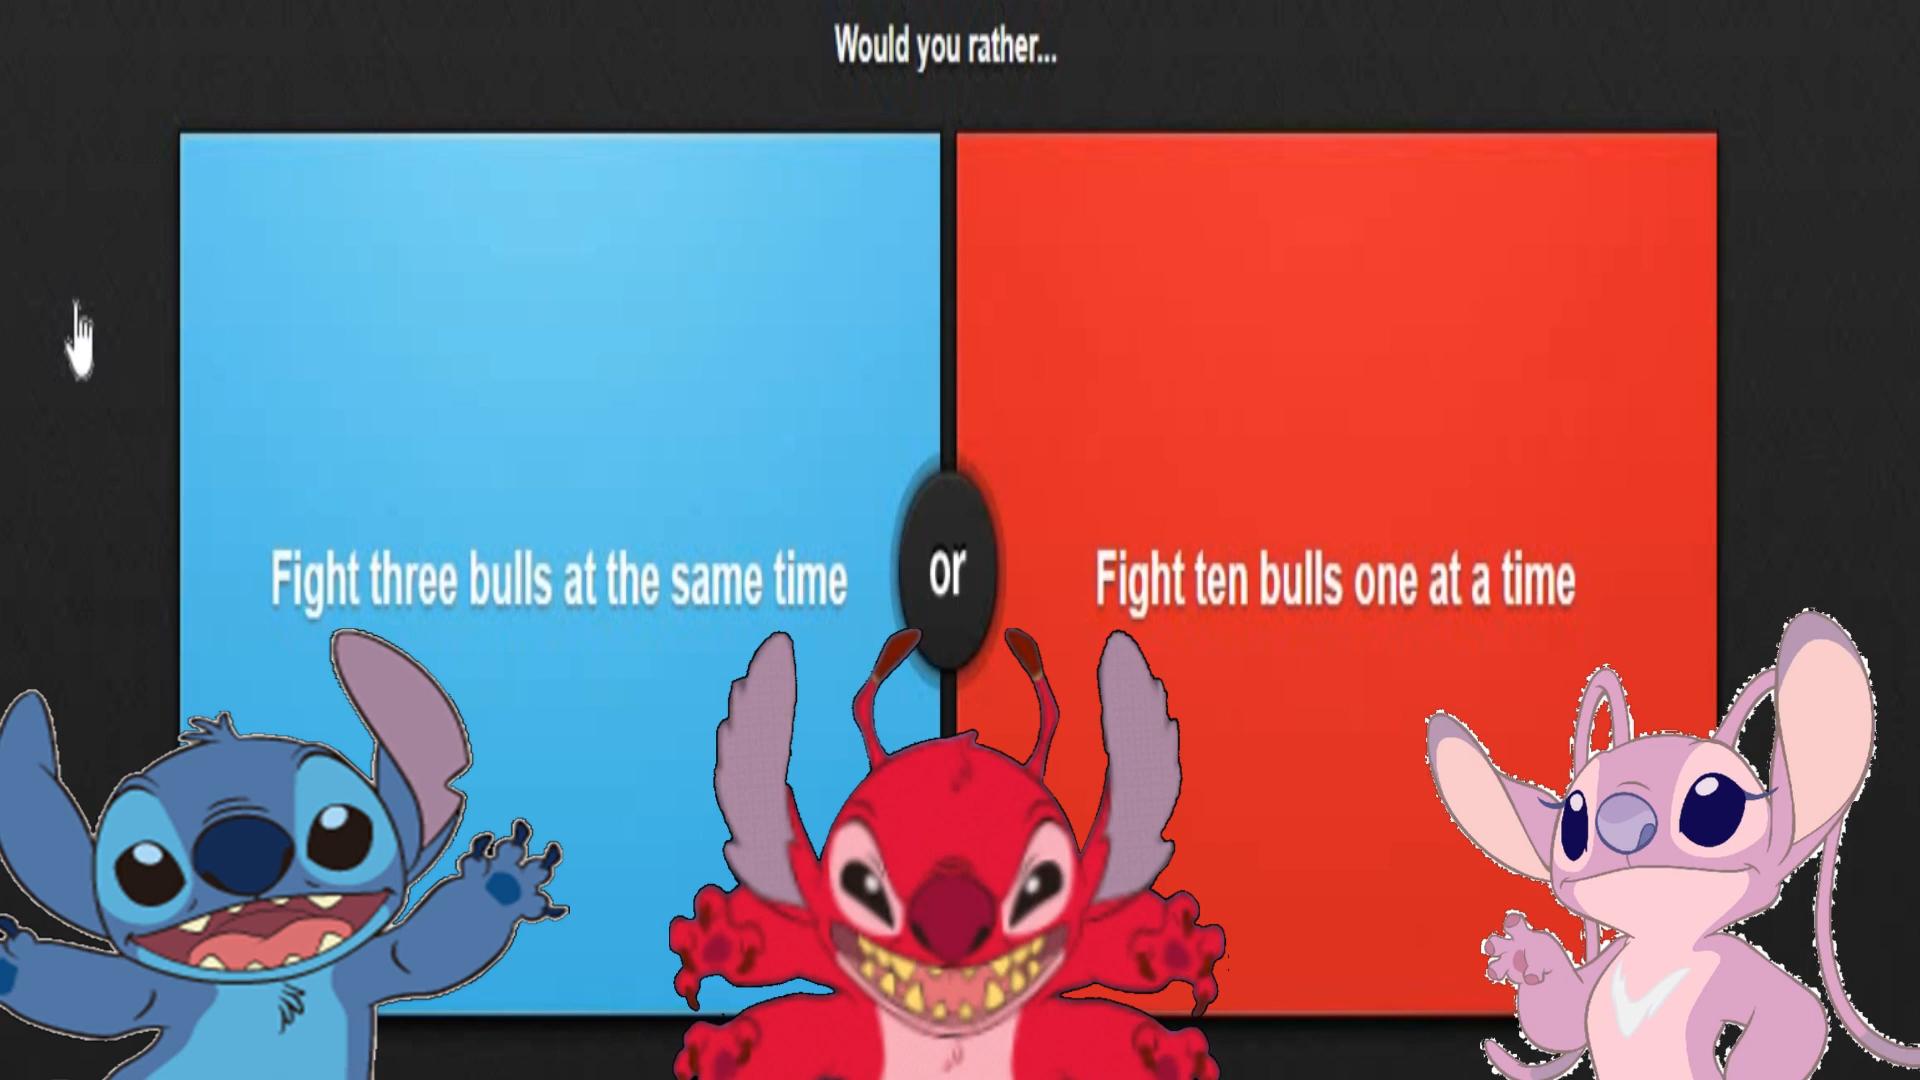 Would you rather...
Fight three bulls at the same time
or
Fight ten bulls one at a time